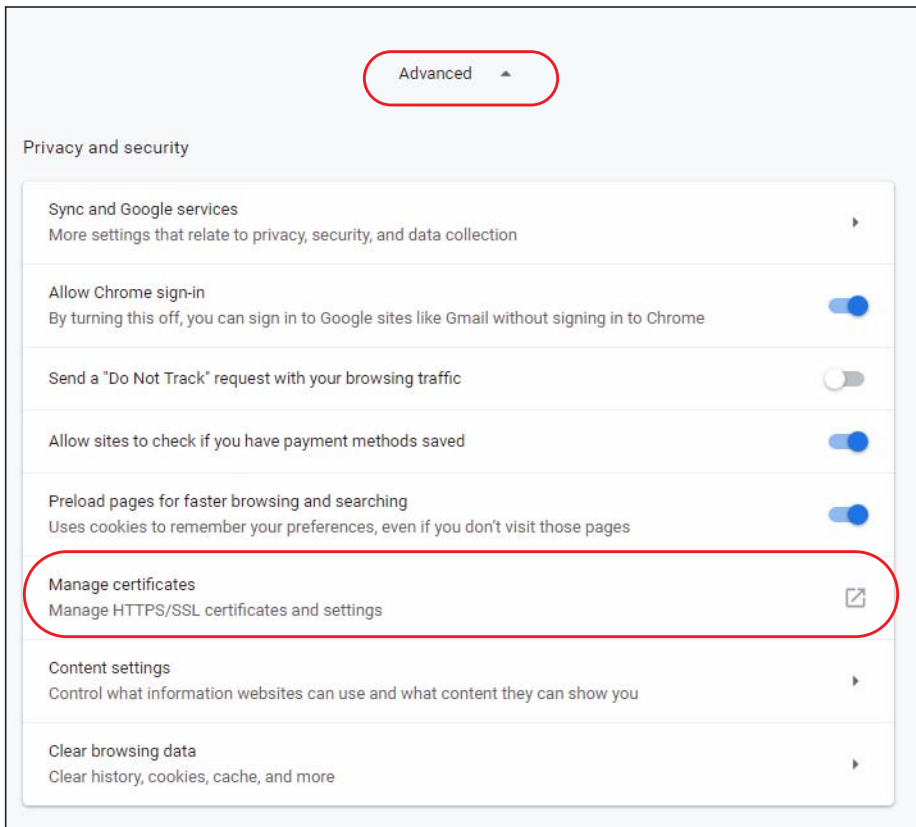 Advanced
Privacy and security
Sync and Google services
More settings that relate to privacy, security, and data collection
Allow Chrome sign-in
By turning this off, you can sign in to Google sites like Gmail without signing in to Chrome
Send a "Do Not Track" request with your browsing traffic
Allow sites to check if you have payment methods saved
Preload pages for faster browsing and searching
Uses cookies to remember your preferences, even if you don't visit those pages
Manage certificates
Manage HTTPS/SSL certificates and settings
Content settings
Control what information websites can use and what content they can show you
Clear browsing data
Clear history, cookies, cache, and more